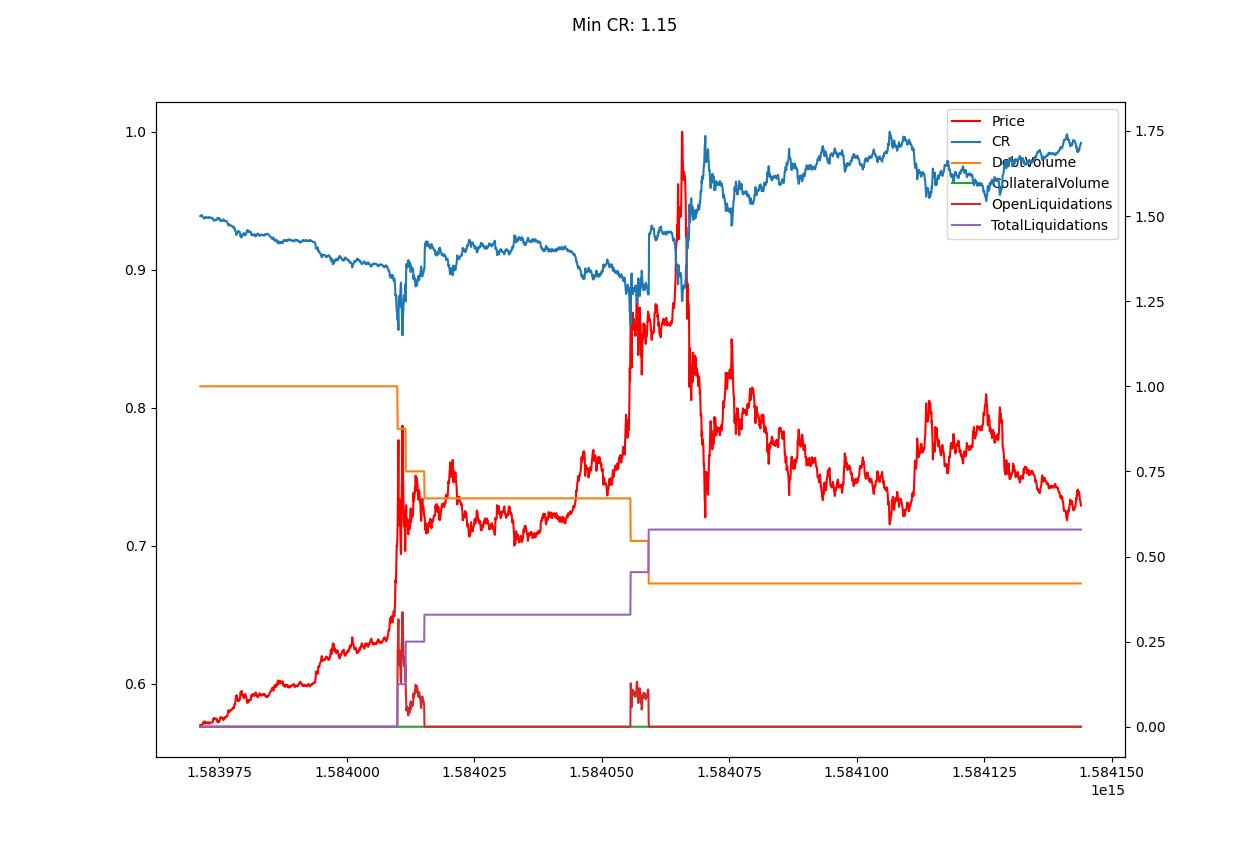 Min CR: 1.15
1.0
0.9
0.8
0.7
0.6
1.75
1.50
1.25
1.00
0.75
0.50
0.25
0.00
Price
CR
DebtVolume
CollateralVolume
OpenLiquidations
TotalLiquidations
1.583975 1.584000 1.584025 1.584050 1.584075 1.584100 1.584125 1.584150
1e15